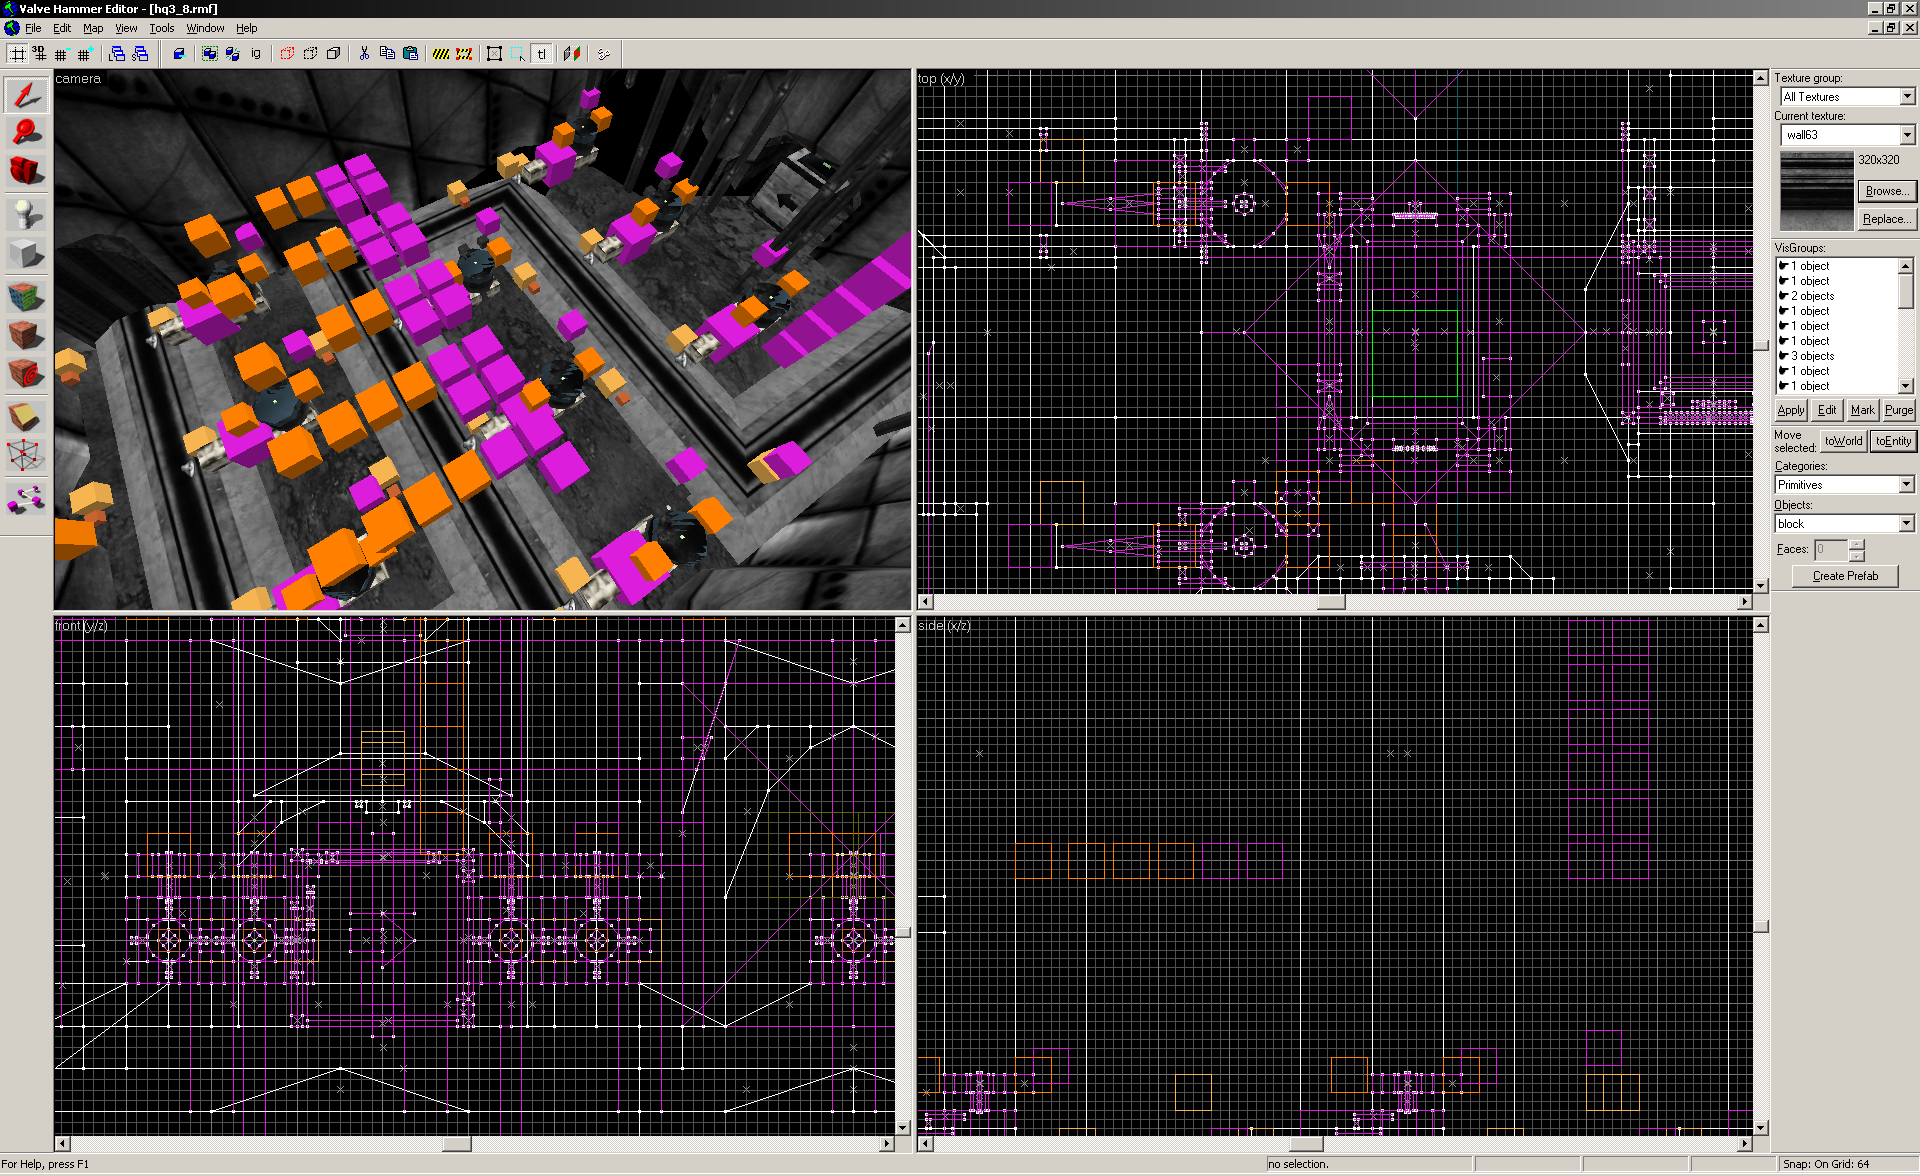 Valve Hammer Editor - [hq3_8.rmf]
File Edit Map View Tools Window Help
3D ig tl
camera
top (x/y)
front (y/z)
side (x/z)
Texture group:
All Textures
Current texture:
wall63
320x320
Browse...
Replace...
VisGroups:
1 object
1 object
2 objects
1 object
1 object
1 object
3 objects
1 object
1 object
Apply Edit Mark Purge
Move selected: toWorld toEntity
Categories:
Primitives
Objects:
block
Faces: 0
Create Prefab
For Help, press F1
no selection.
Snap: On Grid: 64